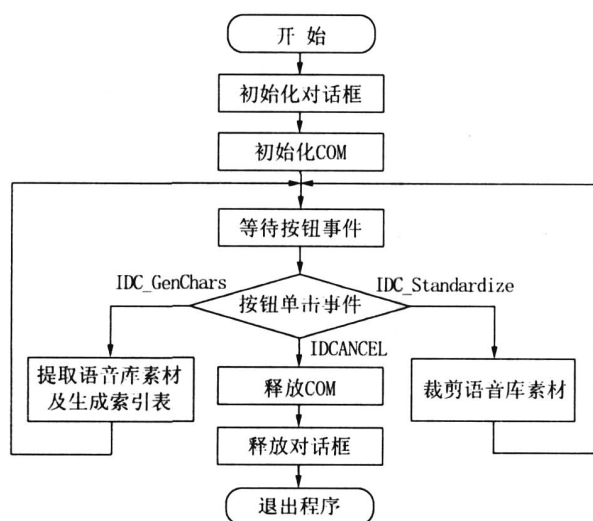 开 始
初始化对话框
初始化COM
等待按钮事件
IDC_GenChars
IDC_Standardize
按钮单击事件
IDCANCEL
提取语音库素材
及生成索引表
释放COM
裁剪语音库素材
释放对话框
退出程序